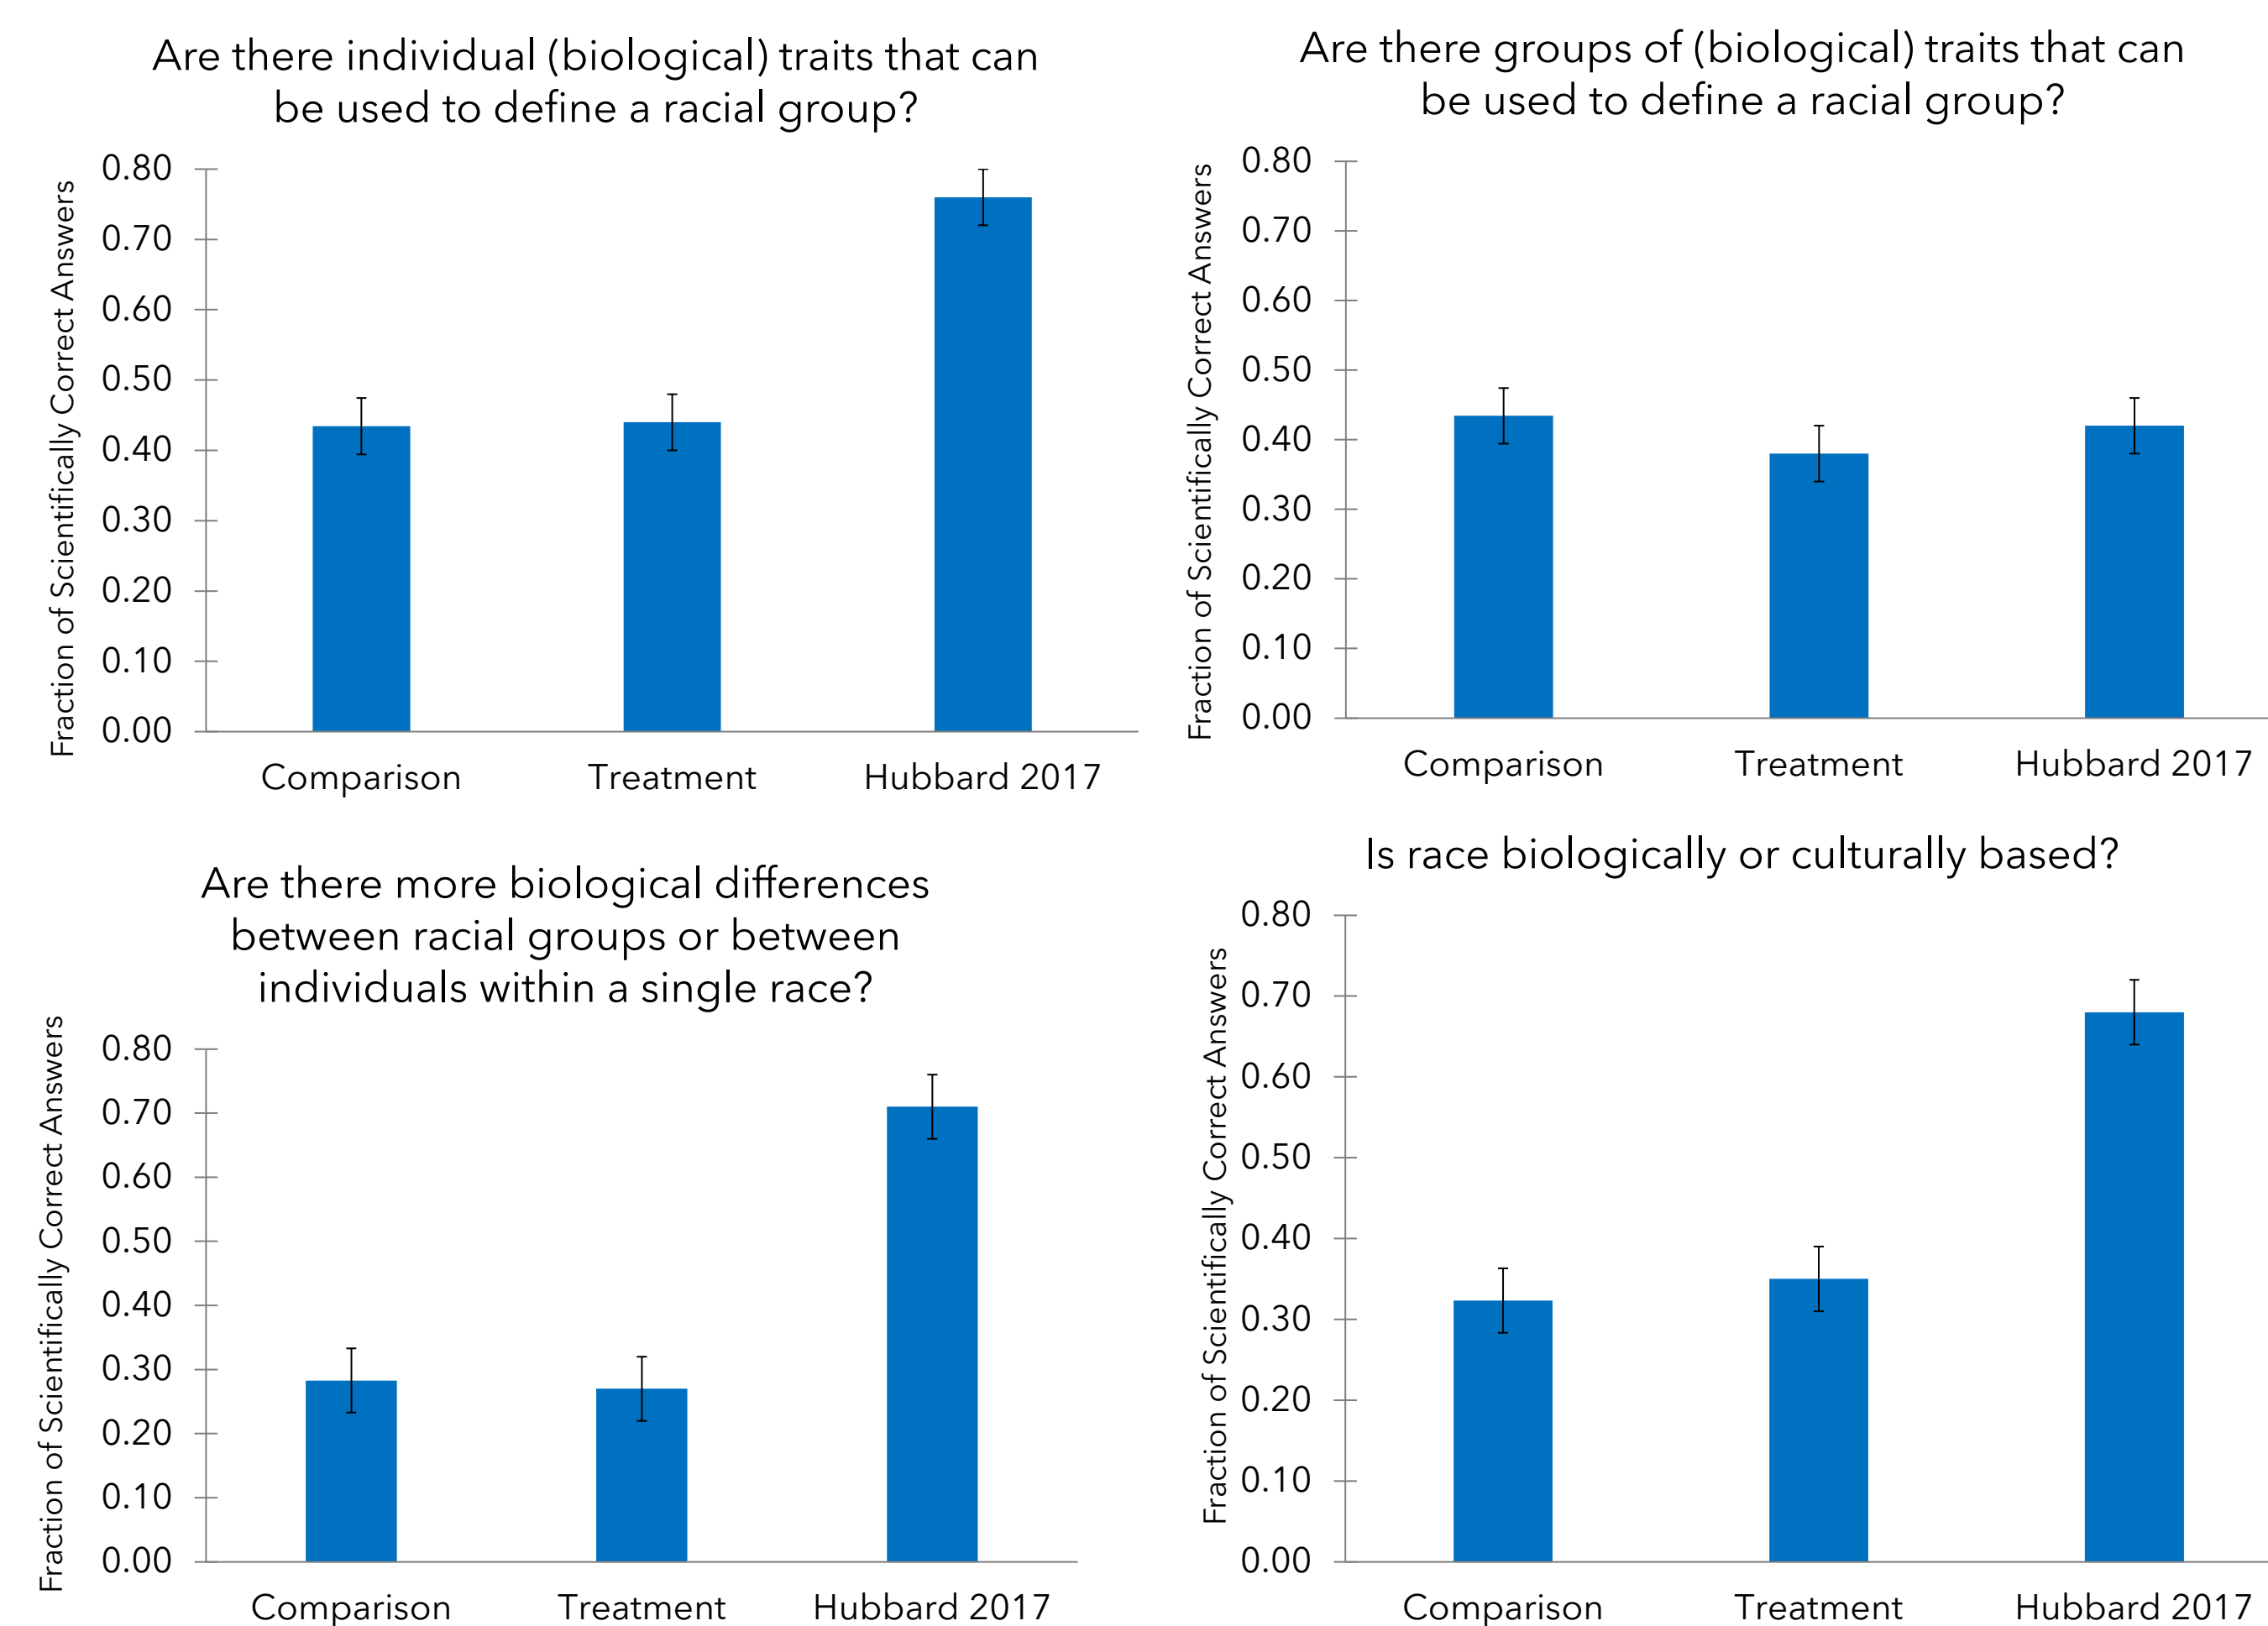 Are there individual (biological) traits that can
be used to define a racial group?
Fraction of Scientifically Correct Answers
0.80
0.70
0.60
0.50
0.40
0.30
0.20
0.10
0.00
Comparison
Treatment
Hubbard 2017
Are there groups of (biological) traits that can
be used to define a racial group?
Fraction of Scientifically Correct Answers
0.80
0.70
0.60
0.50
0.40
0.30
0.20
0.10
0.00
Comparison
Treatment
Hubbard 2017
Are there more biological differences
between racial groups or between
individuals within a single race?
Fraction of Scientifically Correct Answers
0.80
0.70
0.60
0.50
0.40
0.30
0.20
0.10
0.00
Comparison
Treatment
Hubbard 2017
Is race biologically or culturally based?
Fraction of Scientifically Correct Answers
0.80
0.70
0.60
0.50
0.40
0.30
0.20
0.10
0.00
Comparison
Treatment
Hubbard 2017